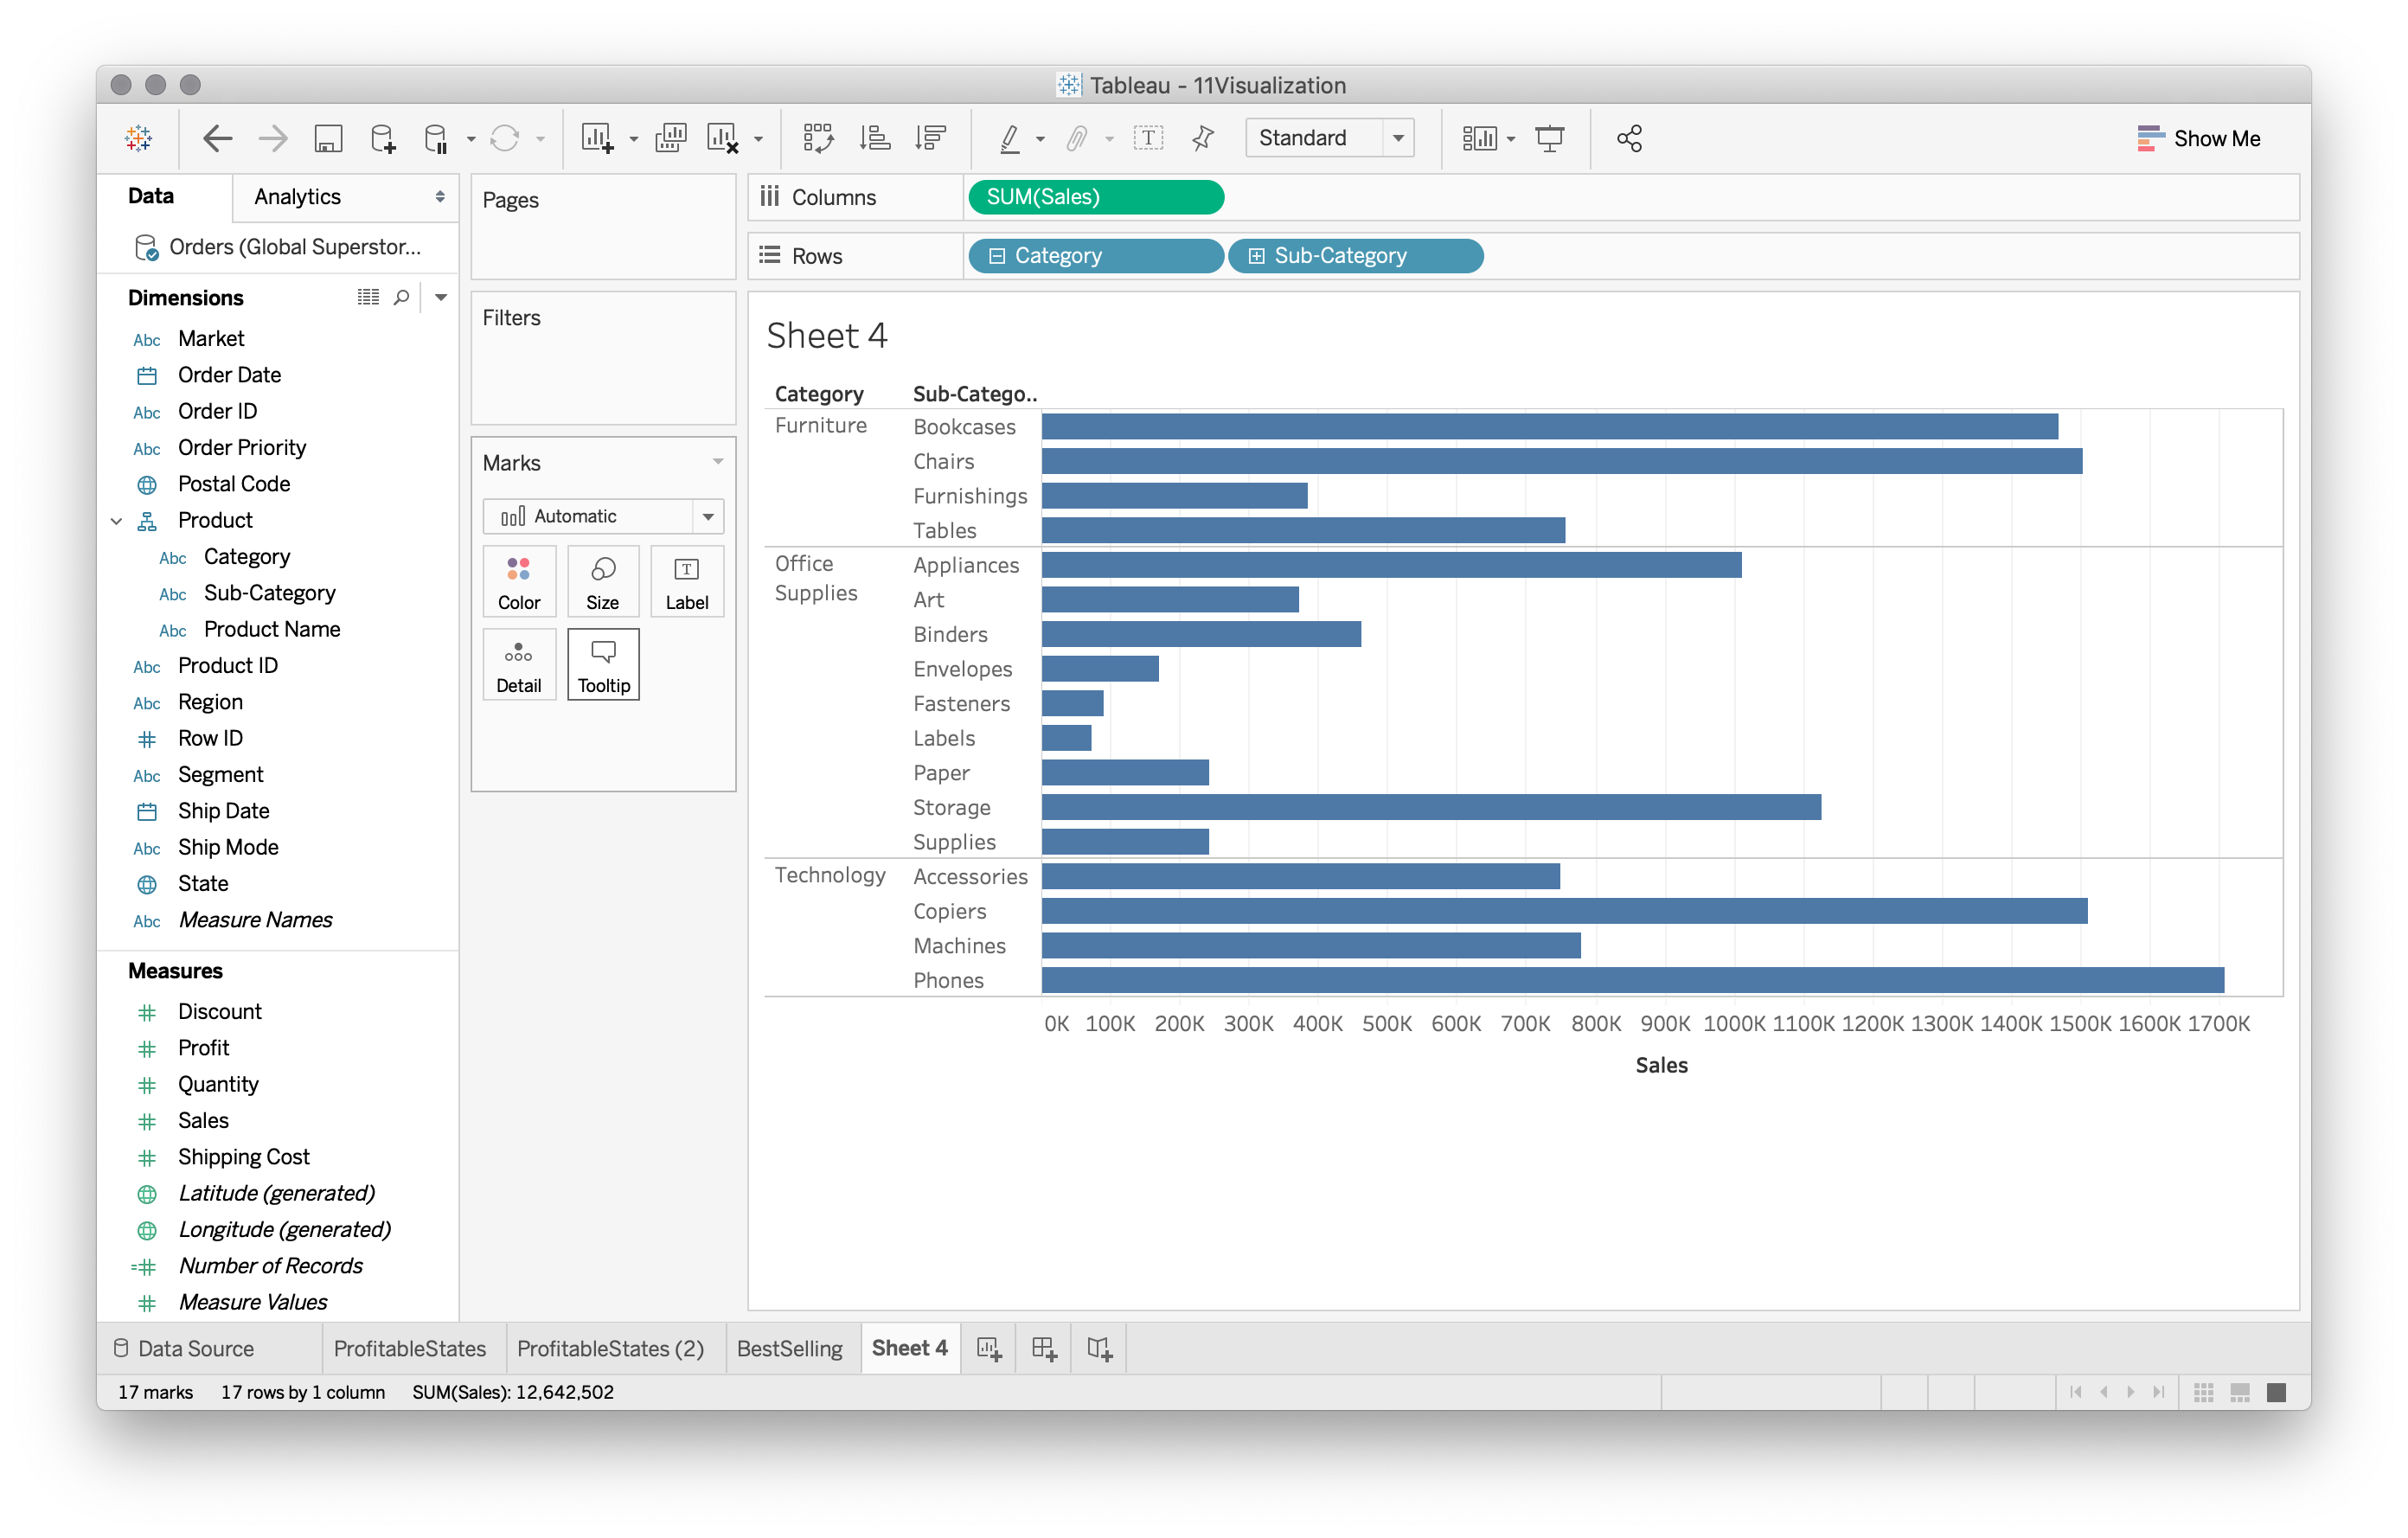 Tableau - 11Visualization
Standard
Show Me
Data
Analytics
Orders (Global Superstor...
Dimensions
Abc Market
Order Date
Abc Order ID
Abc Order Priority
Postal Code
Product
Abc Category
Abc Sub-Category
Abc Product Name
Abc Product ID
Abc Region
Row ID
Abc Segment
Ship Date
Abc Ship Mode
State
Abc Measure Names
Measures
Discount
Profit
Quantity
Sales
Shipping Cost
Latitude (generated)
Longitude (generated)
=# Number of Records
Measure Values
Pages
Filters
Marks
Automatic
Color Size Label
Detail Tooltip
Columns SUM(Sales)
Rows Category Sub-Category
Sheet 4
Category Sub-Catego..
Furniture Bookcases
Chairs
Furnishings
Tables
Office Supplies Appliances
Art
Binders
Envelopes
Fasteners
Labels
Paper
Storage
Supplies
Technology Accessories
Copiers
Machines
Phones
0K 100K 200K 300K 400K 500K 600K 700K 800K 900K 1000K 1100K 1200K 1300K 1400K 1500K 1600K 1700K
Sales
Data Source ProfitableStates ProfitableStates (2) BestSelling Sheet 4
17 marks 17 rows by 1 column SUM(Sales): 12,642,502